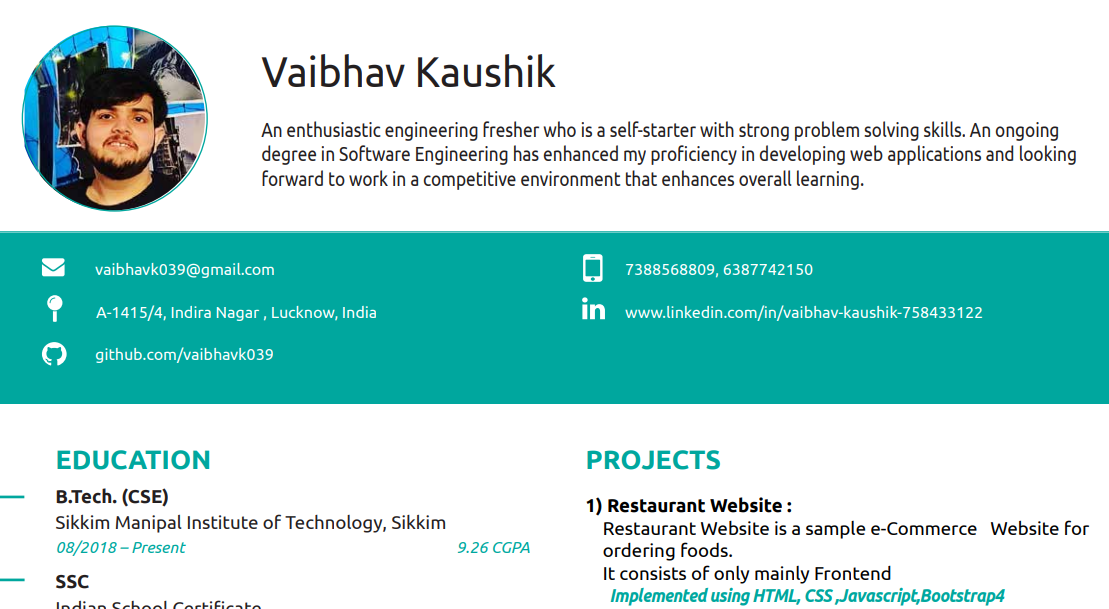 Vaibhav Kaushik
An enthusiastic engineering fresher who is a self-starter with strong problem solving skills. An ongoing
degree in Software Engineering has enhanced my proficiency in developing web applications and looking
forward to work in a competitive environment that enhances overall learning.
vaibhavk039@gmail.com
7388568809, 6387742150
A-1415/4, Indira Nagar , Lucknow, India
www.linkedin.com/in/vaibhav-kaushik-758433122
github.com/vaibhavk039
EDUCATION
B.Tech. (CSE)
Sikkim Manipal Institute of Technology, Sikkim
08/2018 – Present 9.26 CGPA
SSC
Indian School Certificate
PROJECTS
1) Restaurant Website :
Restaurant Website is a sample e-Commerce Website for
ordering foods.
It consists of only mainly Frontend
Implemented using HTML, CSS ,Javascript,Bootstrap4